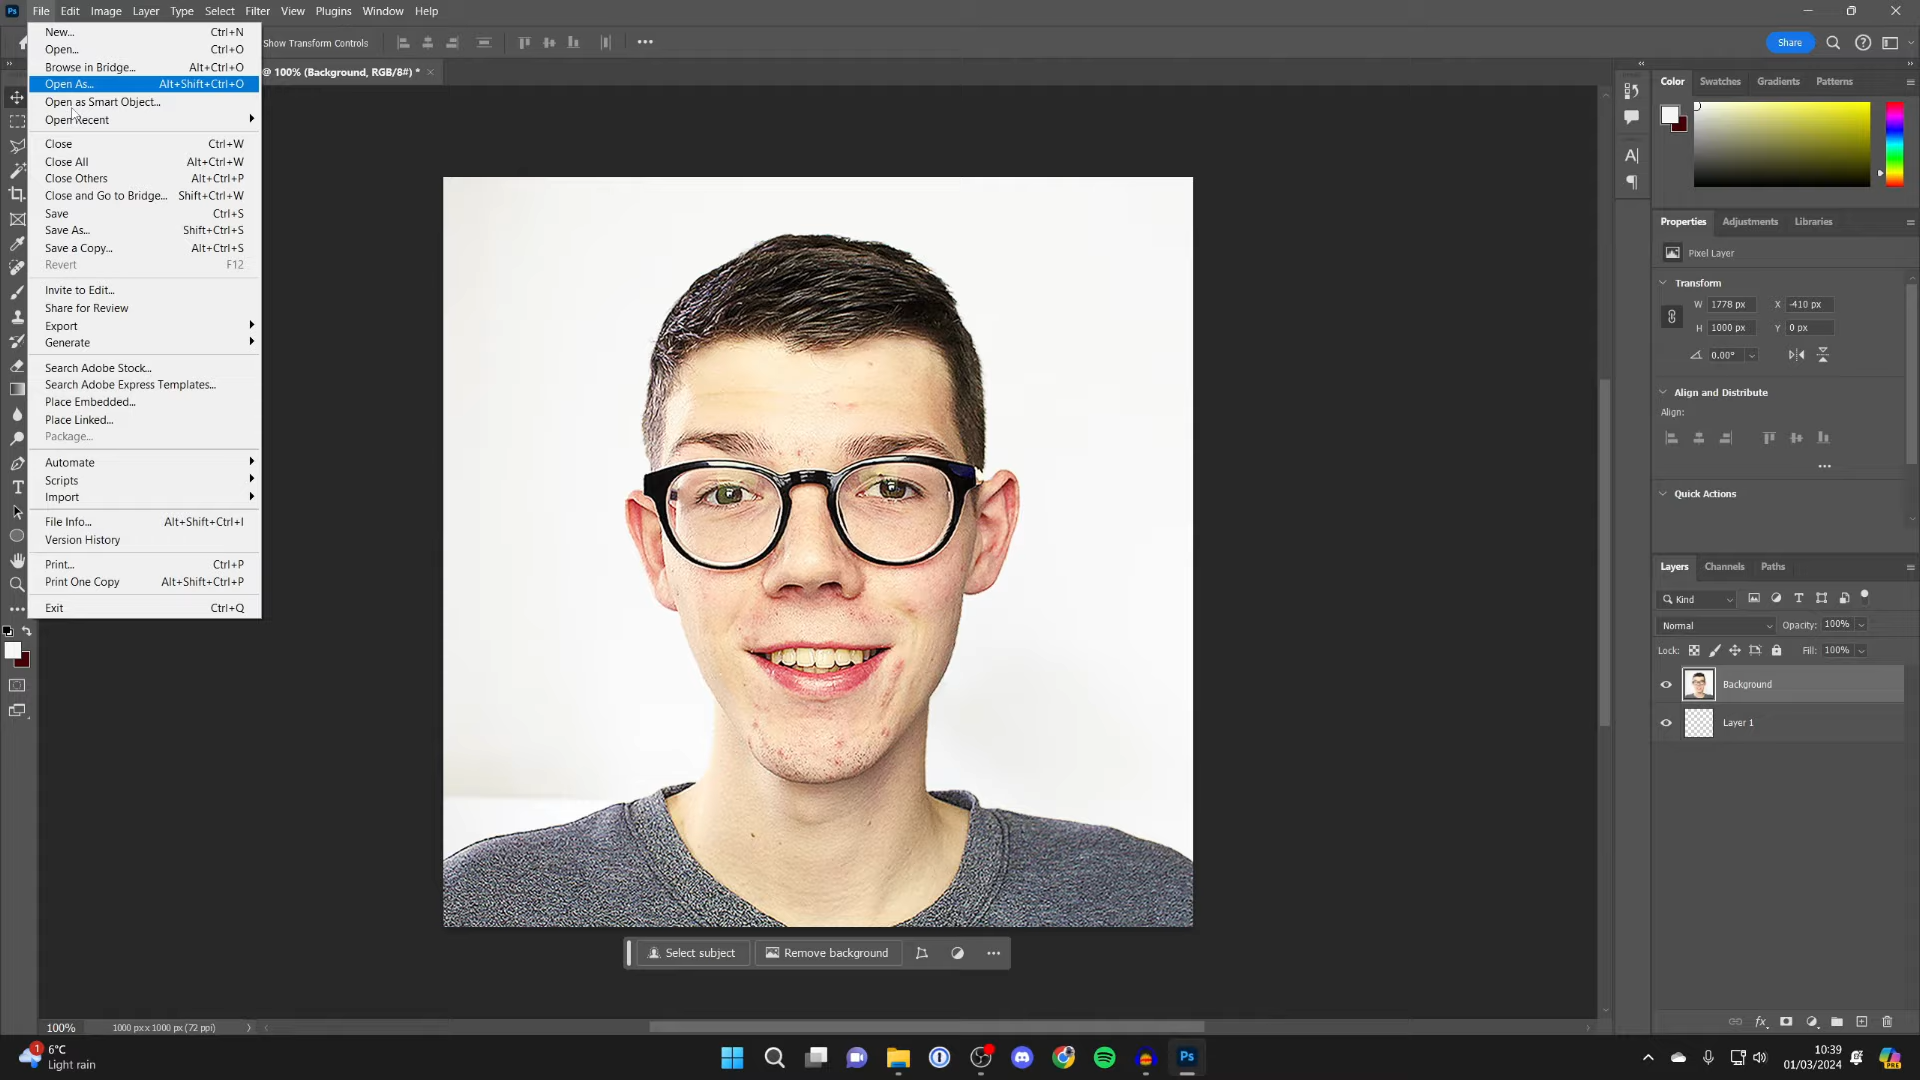 Ps File Edit Image Layer Type Select Filter View Plugins Window Help
Show Transform Controls
Share
@ 100% (Background, RGB/8#) *
New... Ctrl+N
Open... Ctrl+O
Browse in Bridge... Alt+Ctrl+O
Open As... Alt+Shift+Ctrl+O
Open as Smart Object...
Open Recent
Close Ctrl+W
Close All Alt+Ctrl+W
Close Others Alt+Ctrl+P
Close and Go to Bridge... Shift+Ctrl+W
Save Ctrl+S
Save As... Shift+Ctrl+S
Save a Copy... Alt+Ctrl+S
Revert F12
Invite to Edit...
Share for Review
Export
Generate
Search Adobe Stock...
Search Adobe Express Templates...
Place Embedded...
Place Linked...
Package...
Automate
Scripts
Import
File Info... Alt+Shift+Ctrl+I
Version History
Print... Ctrl+P
Print One Copy Alt+Shift+Ctrl+P
Exit Ctrl+Q
Select subject Remove background
100% 1000 px x 1000 px (72 ppi)
Color Swatches Gradients Patterns
Properties Adjustments Libraries
Pixel Layer
Transform
W 1778 px X -410 px
H 1000 px Y 0 px
0.00°
Align and Distribute
Align:
Quick Actions
Layers Channels Paths
Kind
Normal Opacity: 100%
Lock: Fill: 100%
Background
Layer 1
fx
1 6°C
Light rain
Ps
10:39
01/03/2024
PRE